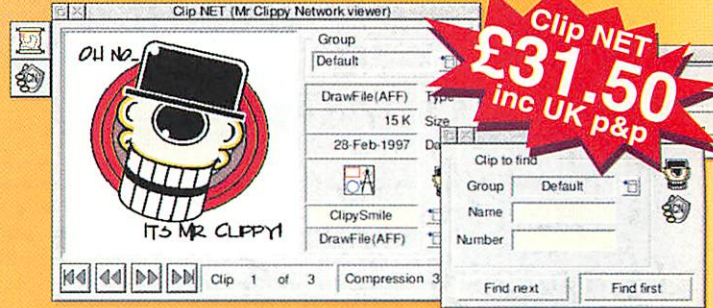 Clip NET (Mr Clippy Network viewer)
OH NO_
ITS MR CLIPPY!
Group
Default
DrawFile(AFF)
15 K
Size
28-Feb-1997
ClipySmile
DrawFile(AFF)
Clip 1 of 3
Compression 3
Clip NET
£31.50
inc UK p&p
Clip to find
Group Default
Name
Number
Find next
Find first